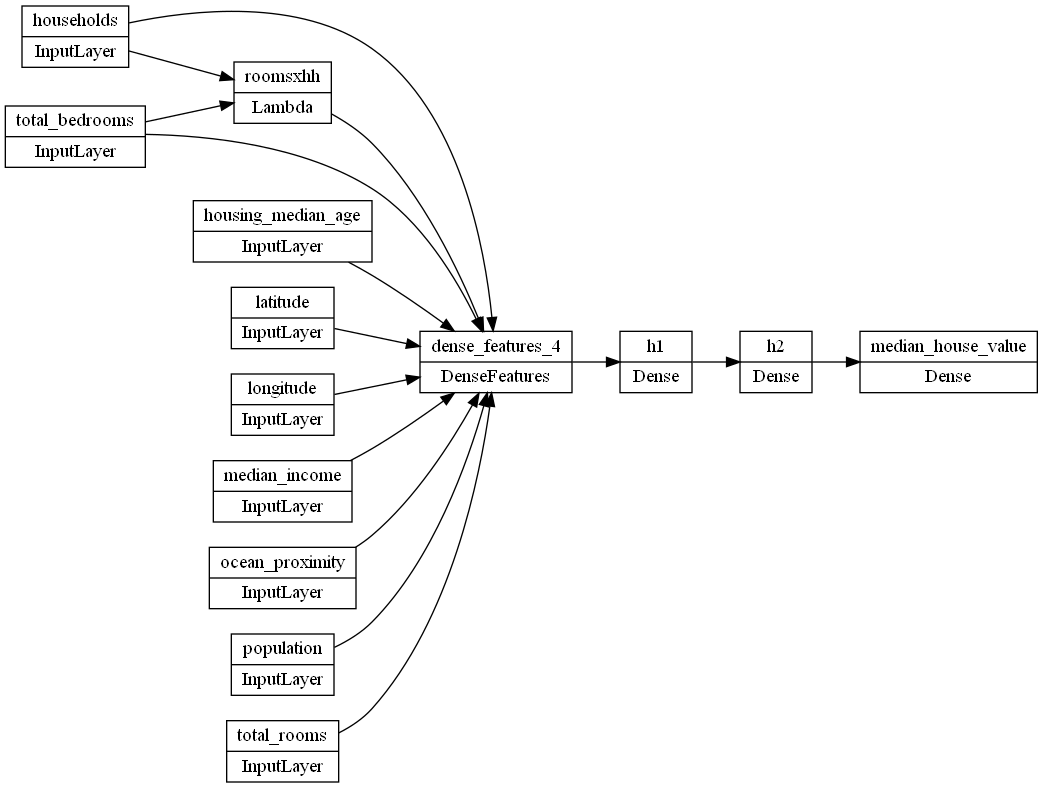 households
InputLayer
roomsxhh
Lambda
total_bedrooms
InputLayer
housing_median_age
InputLayer
latitude
InputLayer
longitude
InputLayer
median_income
InputLayer
ocean_proximity
InputLayer
population
InputLayer
total_rooms
InputLayer
dense_features_4
DenseFeatures
h1
Dense
h2
Dense
median_house_value
Dense